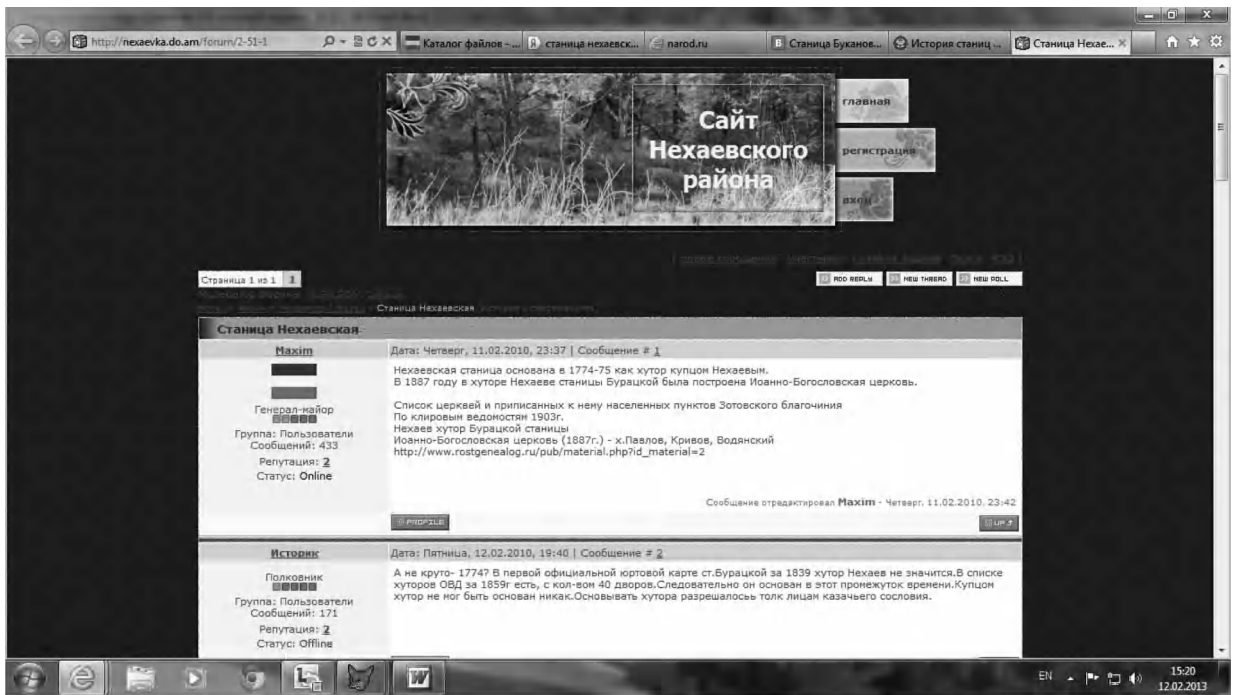 http://nexaevka.do.am/forum/2-51-1
Каталог файлов – ...
станица нехаевск...
narod.ru
Станица Буканов...
История станиц ...
Станица Нехае...
Сайт
Нехаевского
района
главная
регистрация
вход
Страница 1 из 1 1
ADD REPLY
NEW THREAD
NEW POLL
Станица Нехаевская
Станица Нехаевская
Maxim
Дата: Четверг, 11.02.2010, 23:37 | Сообщение # 1
Генерал-майор
Группа: Пользователи
Сообщений: 433
Репутация: 2
Статус: Online
Нехаевская станица основана в 1774-75 как хутор купцом Нехаевым.
В 1887 году в хуторе Нехаеве станицы Бурацкой была построена Иоанно-Богословская церковь.
Список церквей и приписанных к нему населенных пунктов Зотовского благочиния
По клировым ведомостям 1903г.
Нехаев хутор Бурацкой станицы
Иоанно-Богословская церковь (1887г.) - х.Павлов, Кривов, Водянский
http://www.rostgenealog.ru/pub/material.php?id_material=2
Сообщение отредактировал Maxim - Четверг, 11.02.2010, 23:42
PROFILE
UP
Историк
Дата: Пятница, 12.02.2010, 19:40 | Сообщение # 2
Полковник
Группа: Пользователи
Сообщений: 171
Репутация: 2
Статус: Offline
А не круто- 1774? В первой официальной юртовой карте ст.Бурацкой за 1839 хутор Нехаев не значится.В списке
хуторов ОВД за 1859г есть, с кол-вом 40 дворов.Следовательно он основан в этот промежуток времени.Купцом
хутор не мог быть основан никак.Основывать хутора разрешалосьь толк лицам казачьего сословия.
EN
15:20
12.02.2013